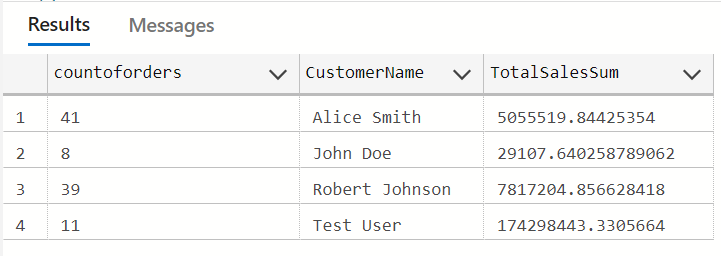 Results Messages
countoforders CustomerName TotalSalesSum
1 41 Alice Smith 5055519.84425354
2 8 John Doe 29107.640258789062
3 39 Robert Johnson 7817204.856628418
4 11 Test User 174298443.3305664